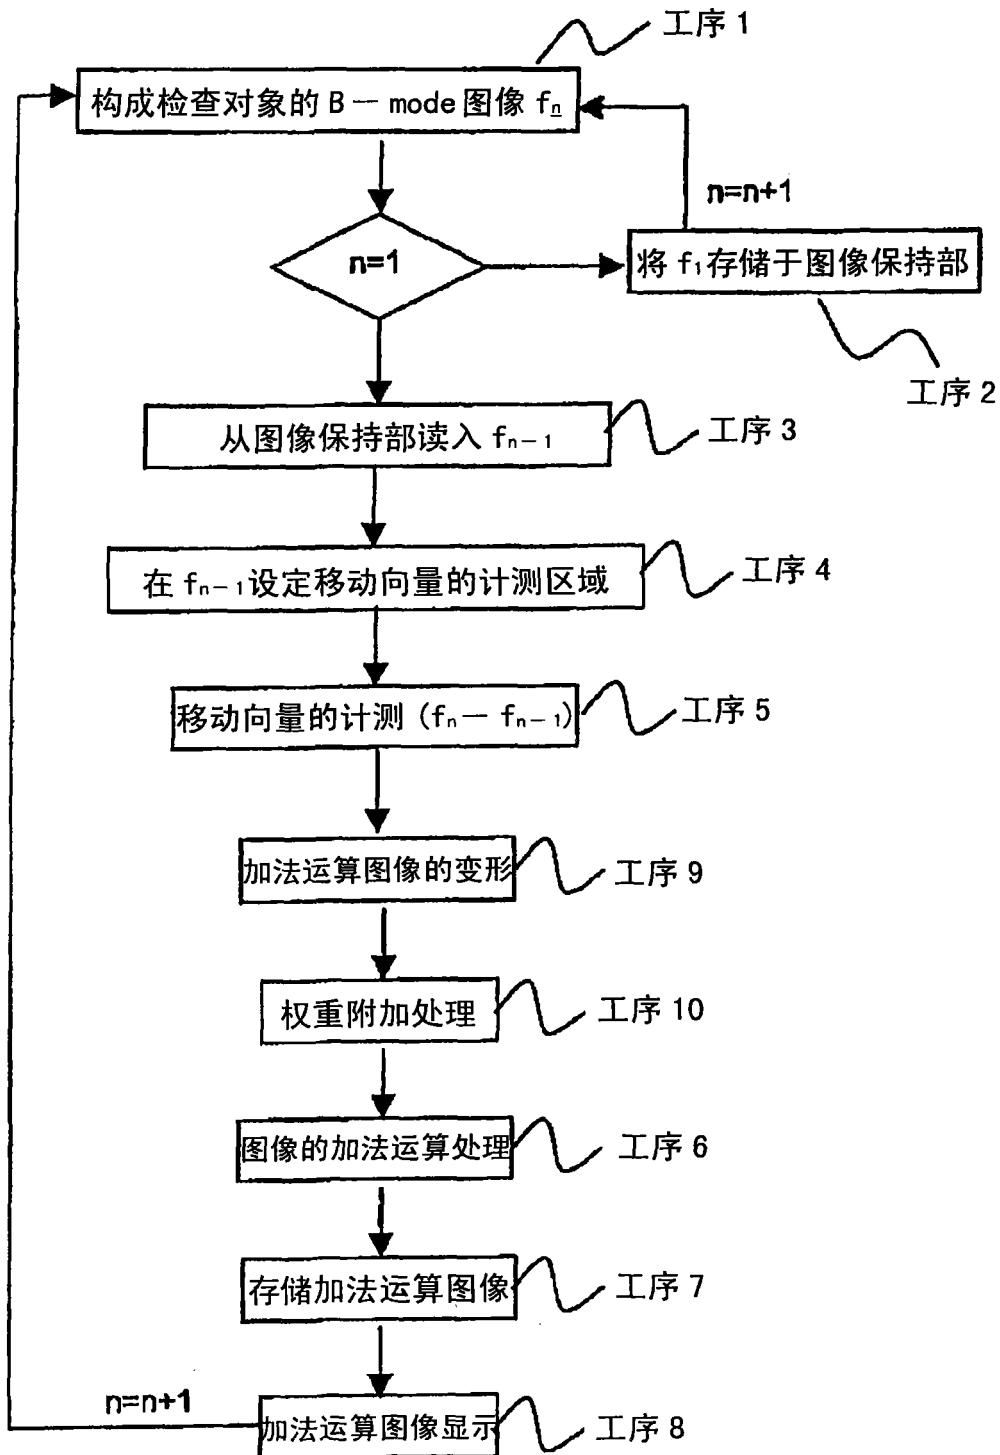 工序 1
构成检查对象的 B－mode 图像 fn
n=n+1
n=1
将 f1存储于图像保持部
工序 2
从图像保持部读入 fn－1
工序 3
在 fn－1设定移动向量的计测区域
工序 4
移动向量的计测 (fn－fn－1)
工序 5
加法运算图像的变形
工序 9
权重附加处理
工序 10
图像的加法运算处理
工序 6
存储加法运算图像
工序 7
n=n+1
加法运算图像显示
工序 8